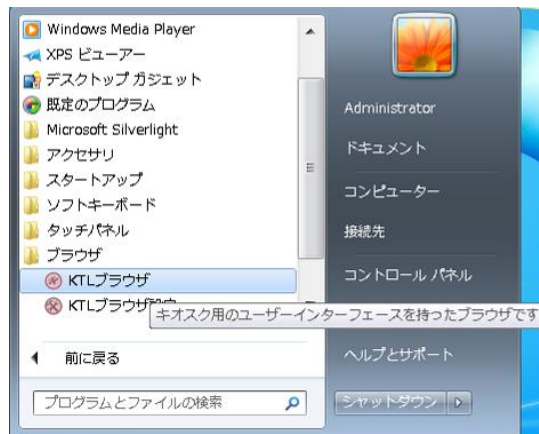 Windows Media Player
XPS ビューアー
デスクトップ ガジェット
既定のプログラム
Microsoft Silverlight
アクセサリ
スタートアップ
ソフトキーボード
タッチパネル
ブラウザ
KTLブラウザ
KTLブラウザ
キオスク用のユーザーインターフェースを持ったブラウザです
前に戻る
プログラムとファイルの検索
Administrator
ドキュメント
コンピューター
接続先
コントロール パネル
ヘルプとサポート
シャットダウン